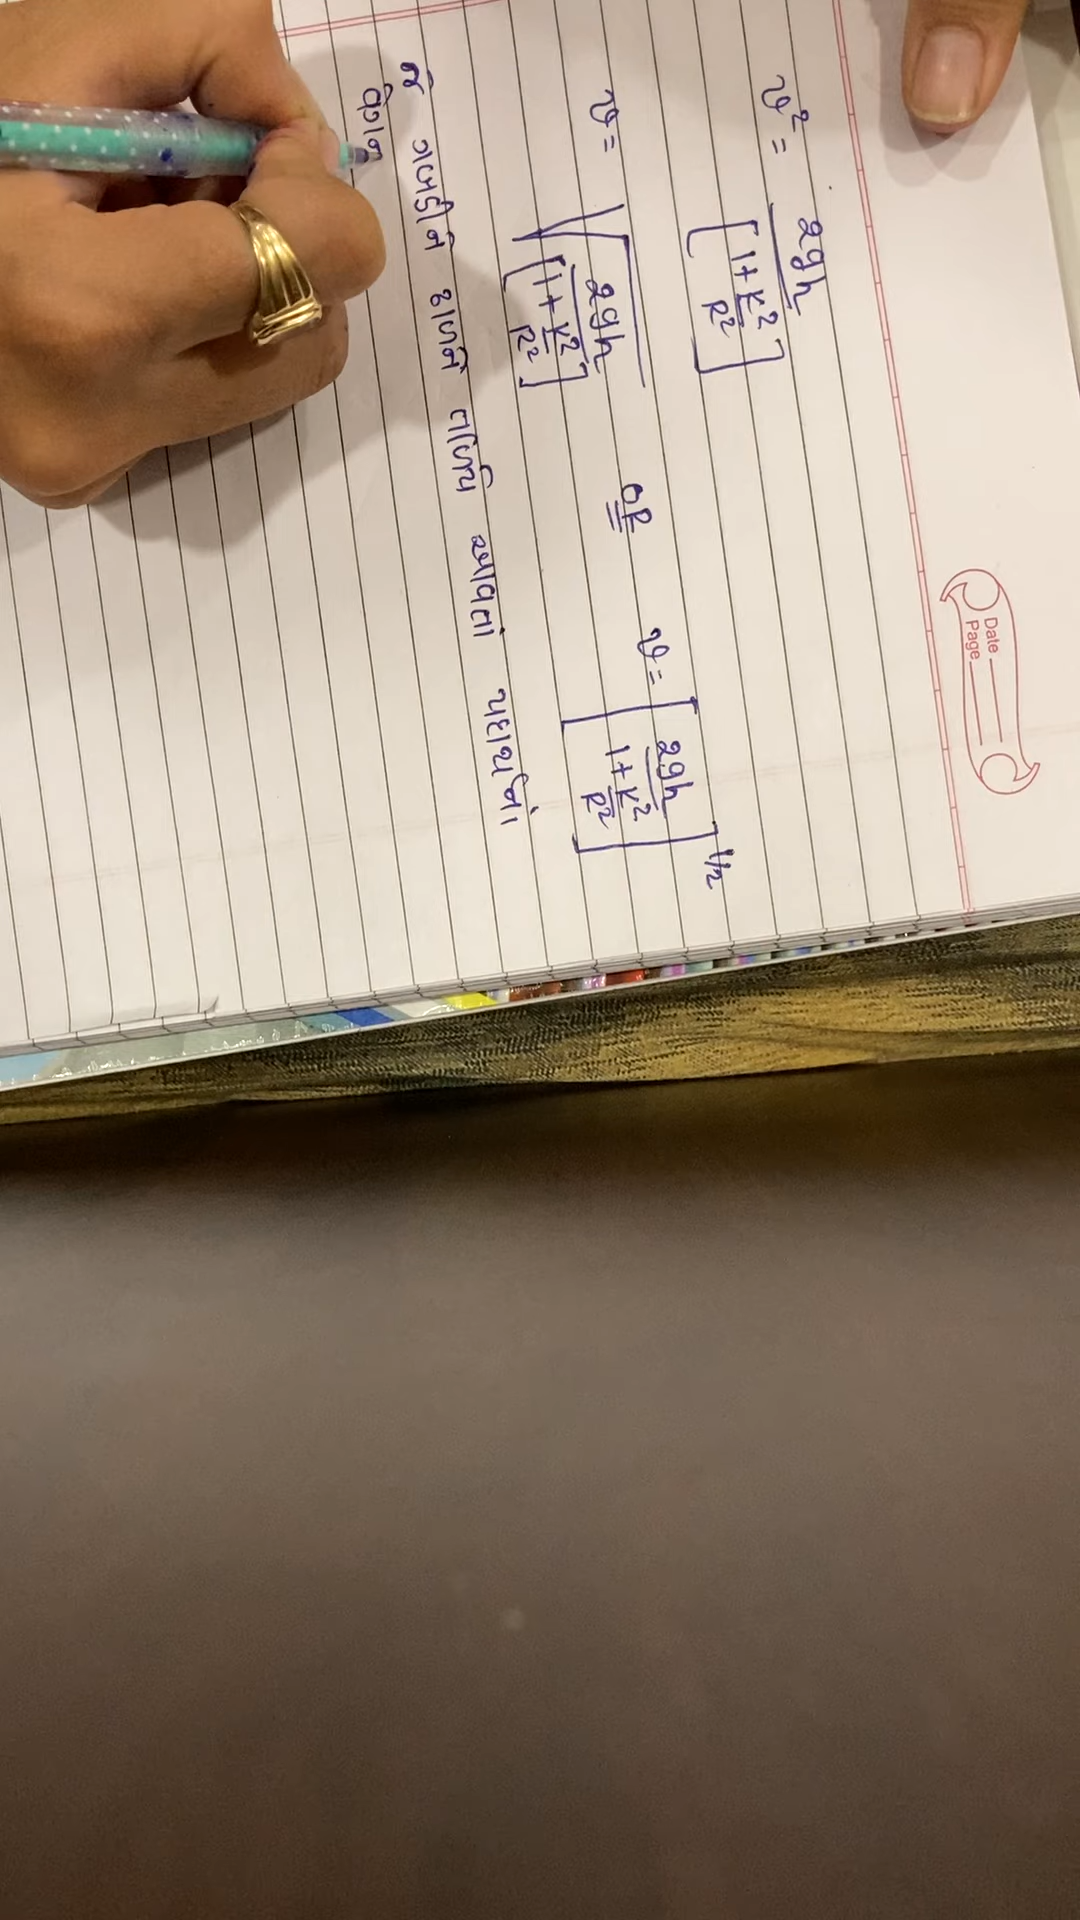 Date
Page
v² = 2gh / [1 + K²/R²]
v = √(2gh / [1 + K²/R²]) OR v = [2gh / 1 + K²/R²]^1/2
જે ગબડીને ઢાળને તળિયે આવતાં પદાર્થનો
વેગ